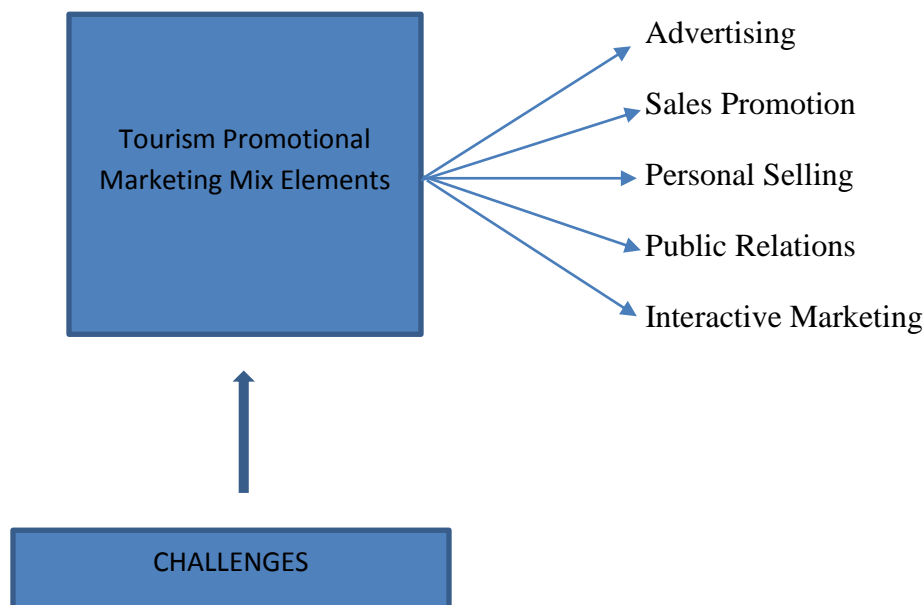 Advertising
Sales Promotion
Tourism Promotional
Marketing Mix Elements
Personal Selling
Public Relations
Interactive Marketing
CHALLENGES